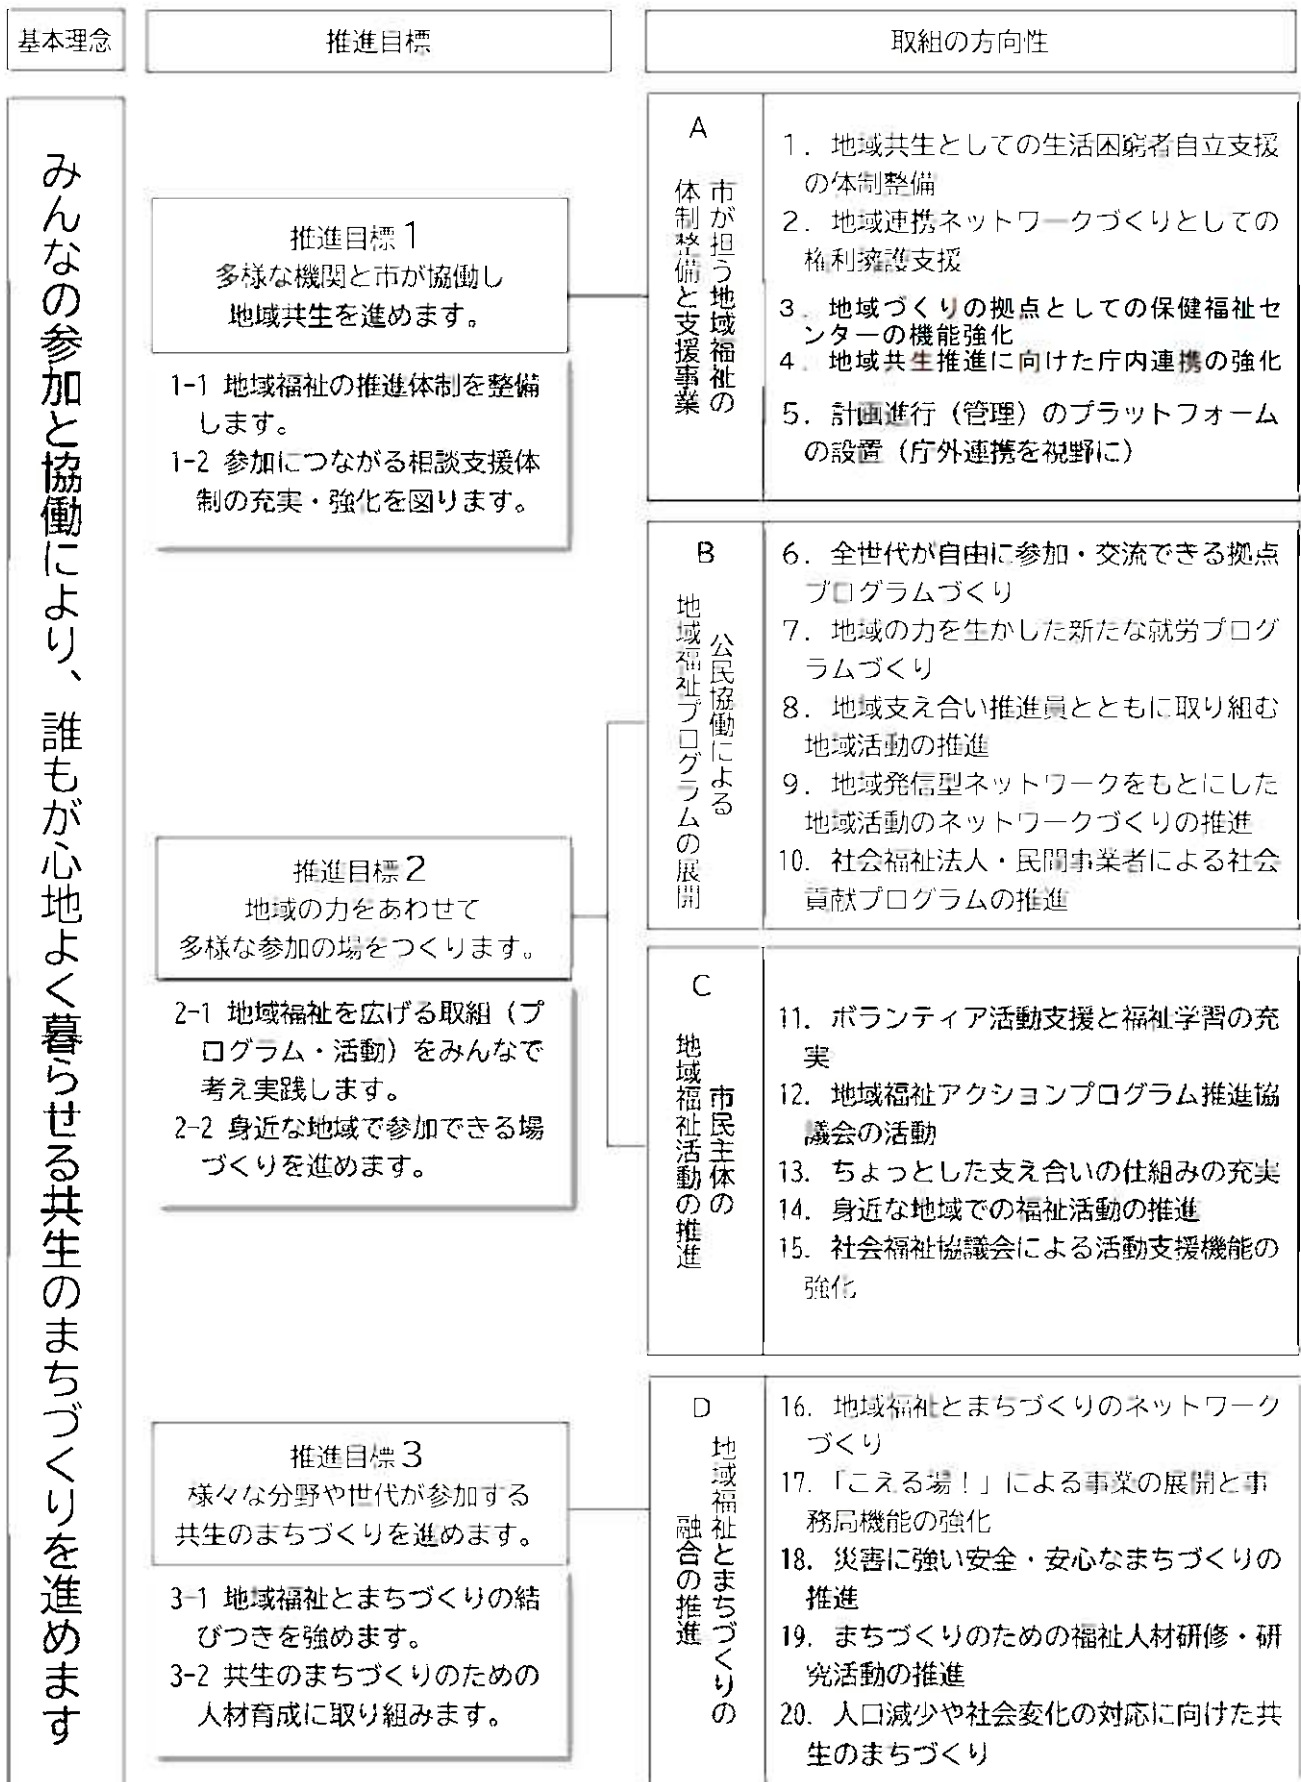 基本理念
推進目標
取組の方向性
みんなの参加と協働により、誰もが心地よく暮らせる共生のまちづくりを進めます
推進目標1
多様な機関と市が協働し
地域共生を進めます。
1-1 地域福祉の推進体制を整備
します。
1-2 参加につながる相談支援体
制の充実・強化を図ります。
A
市が担う地域福祉の
体制整備と支援事業
1. 地域共生としての生活困窮者自立支援
の体制整備
2. 地域連携ネットワークづくりとしての
権利擁護支援
3. 地域づくりの拠点としての保健福祉セ
ンターの機能強化
4. 地域共生推進に向けた庁内連携の強化
5. 計画進行（管理）のプラットフォーム
の設置（庁外連携を視野に）
推進目標2
地域の力をあわせて
多様な参加の場をつくります。
2-1 地域福祉を広げる取組（プ
ログラム・活動）をみんなで
考え実践します。
2-2 身近な地域で参加できる場
づくりを進めます。
B
公民協働による
地域福祉プログラムの展開
6. 全世代が自由に参加・交流できる拠点
プログラムづくり
7. 地域の力を生かした新たな就労プログ
ラムづくり
8. 地域支え合い推進員とともに取り組む
地域活動の推進
9. 地域発信型ネットワークをもとにした
地域活動のネットワークづくりの推進
10. 社会福祉法人・民間事業者による社会
貢献プログラムの推進
C
市民主体の
地域福祉活動の推進
11. ボランティア活動支援と福祉学習の充
実
12. 地域福祉アクションプログラム推進協
議会の活動
13. ちょっとした支え合いの仕組みの充実
14. 身近な地域での福祉活動の推進
15. 社会福祉協議会による活動支援機能の
強化
推進目標3
様々な分野や世代が参加する
共生のまちづくりを進めます。
3-1 地域福祉とまちづくりの結
びつきを強めます。
3-2 共生のまちづくりのための
人材育成に取り組みます。
D
地域福祉とまちづくりの
融合の推進
16. 地域福祉とまちづくりのネットワーク
づくり
17. 「こえる場！」による事業の展開と事
務局機能の強化
18. 災害に強い安全・安心なまちづくりの
推進
19. まちづくりのための福祉人材研修・研
究活動の推進
20. 人口減少や社会変化の対応に向けた共
生のまちづくり